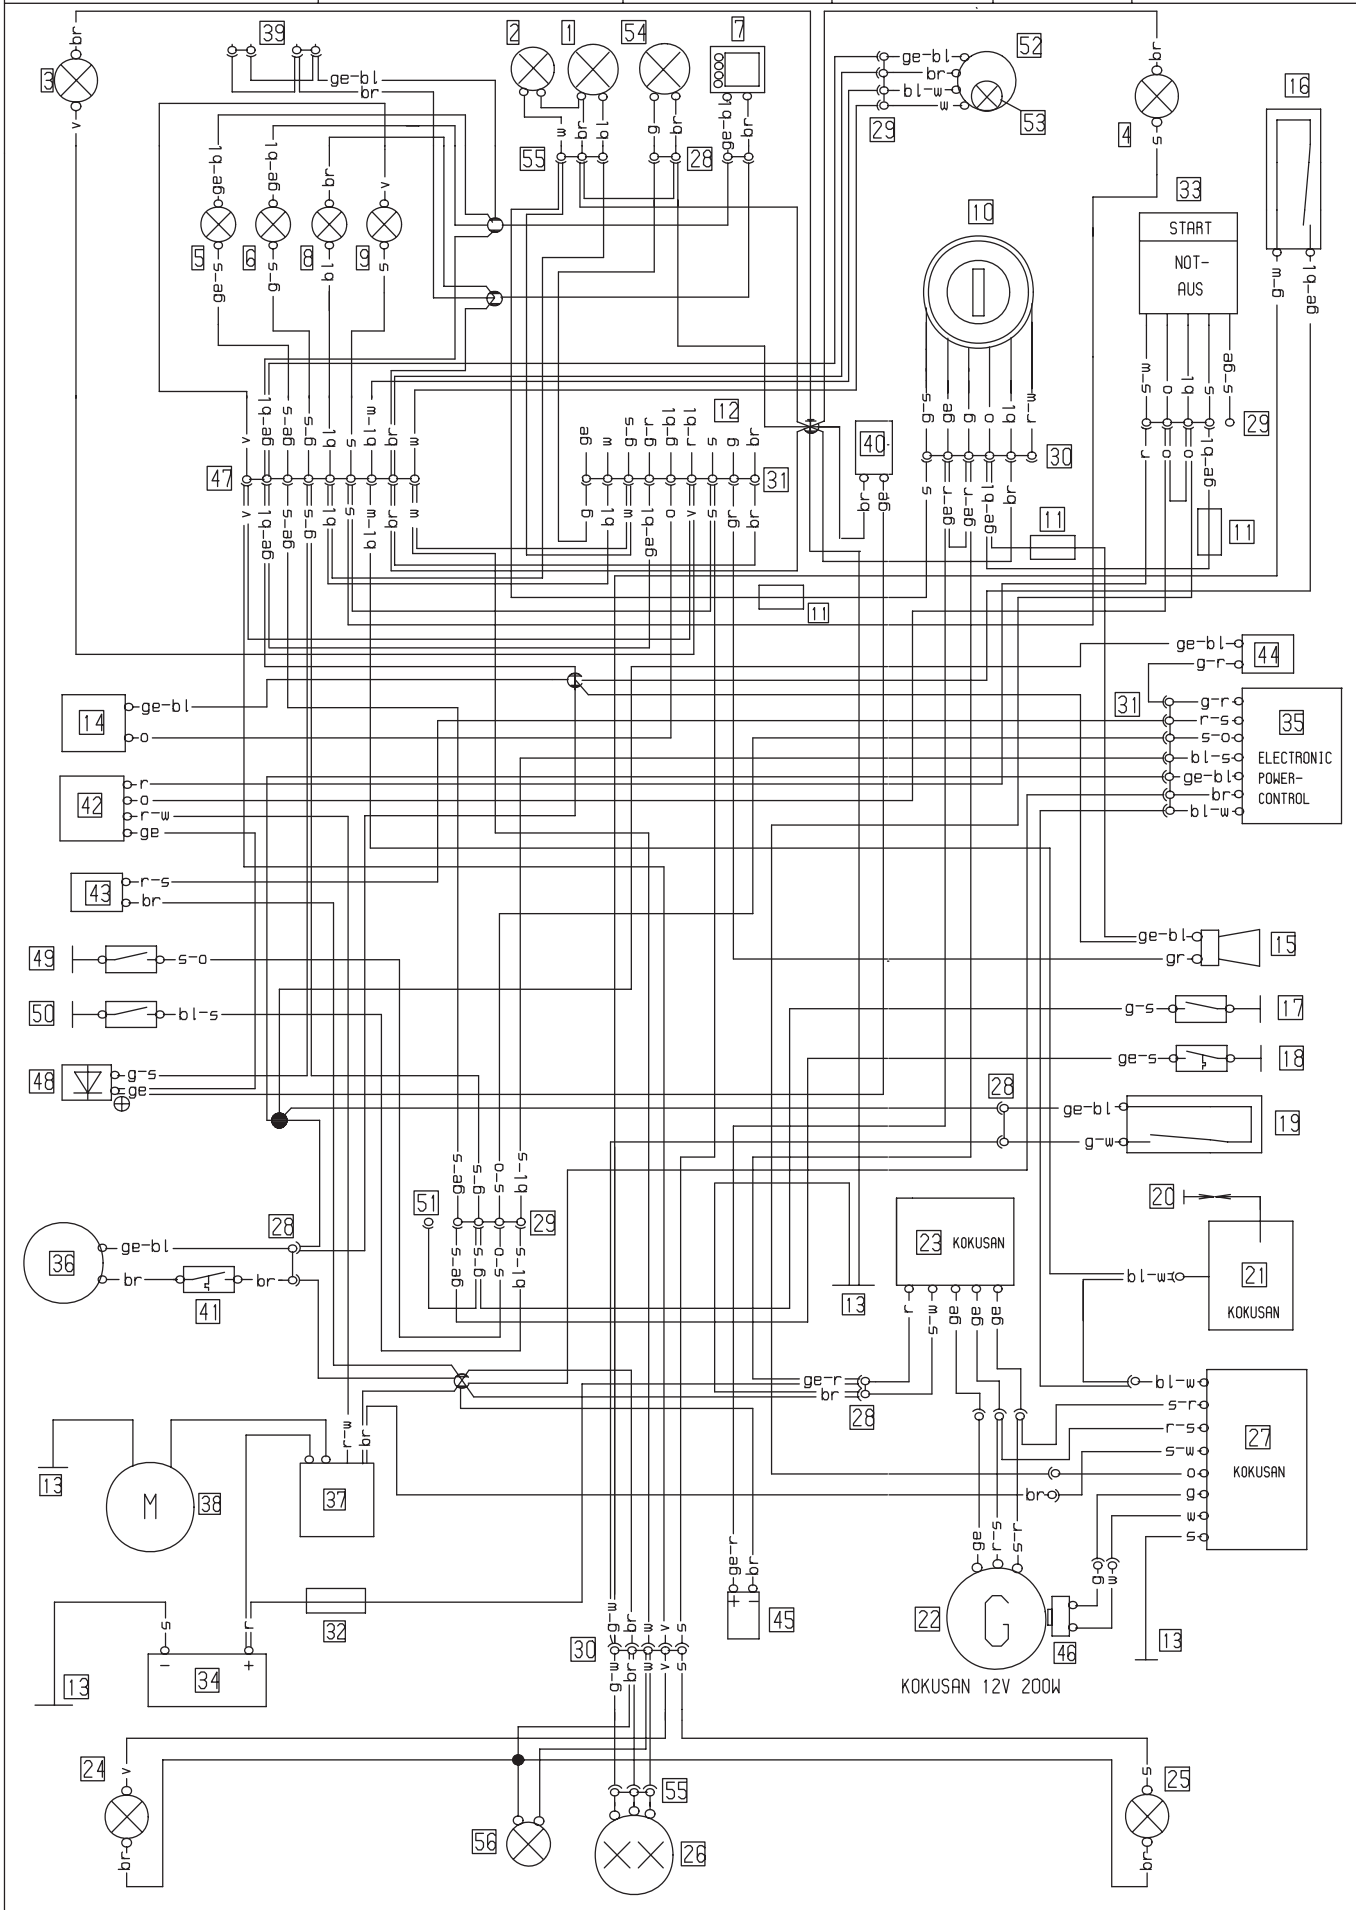 39
2
1
54
7
52
53
29
3
br
v
ge-bl
br
w
br
bl
g
br
ge-bl
br
55
28
ge-bl
br
bl-w
w
br
4
s
16
w-g
ge-bl
33
START
NOT-
AUS
10
ge-bl
ge-bl
br
v
5
6
8
9
ge-s
g-s
bl
s
w-s
o
bl
s
s-ge
29
r
o
o
ge-bl
11
g-s
ge
g
o
bl
r-w
30
s
ge-r
ge-r
ge-bl
br
11
40
br
ge
12
ge
w
g-s
g-r
bl-g-o
r-bl
s
g
br
31
g
bl
w
ge-bl
o
v
s
gr
br
11
47
v
ge-bl
s-ge
s-g
bl
s
bl-w
br
w
v
ge-bl
s-ge
s-g
bl
s
bl-w
br
w
14
ge-bl
o
42
r
o
r-w
ge
43
r-s
br
49
s-o
50
bl-s
48
g-s
ge
44
ge-bl
g-r
31
r-g
r-s
s-o
bl-s
ge-bl
br
bl-w
35
ELECTRONIC
POWER-
CONTROL
15
ge-bl
gr
17
g-s
18
ge-s
28
19
ge-bl
g-w
20
21
KOKUSAN
bl-w
36
ge-bl
br
br
28
41
51
ge-s
g-s
s-o
bl-s
29
ge-s
g-s
s-o
bl-s
13
23 KOKUSAN
r
w-s
ge
ge
ge
ge-r
br
28
27
KOKUSAN
bl-w
s-r
r-s
s-w
o
g
w
s
br
13
38
M
r-w
br
37
32
s
r
34
-
+
13
ge-r
br
+
-
45
ge
r-s
s-r
22
G
46
g
w
13
KOKUSAN 12V 200W
30
g-w
br
w
v
s
g-w
br
w
v
s
24
v
br
56
55
26
25
s
br